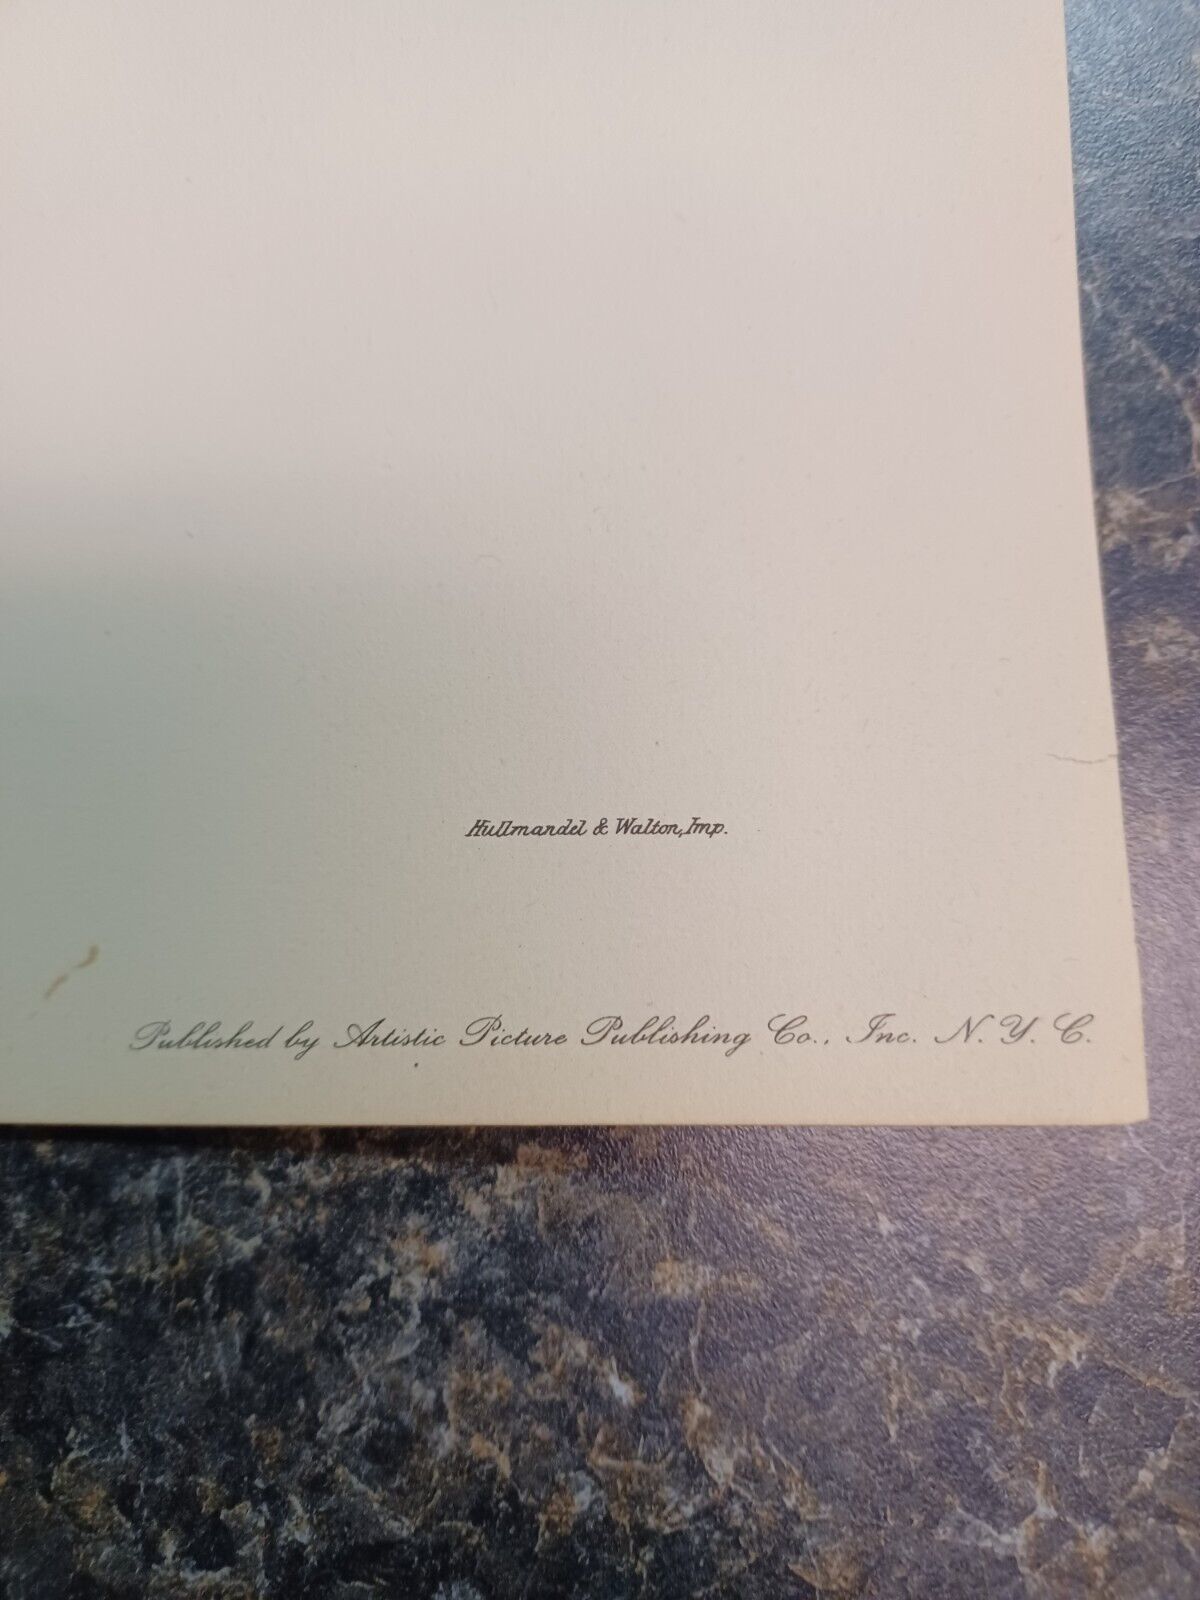 Hullmandel & Walton, Imp.
Published by Artistic Picture Publishing Co., Inc. N. Y. C.